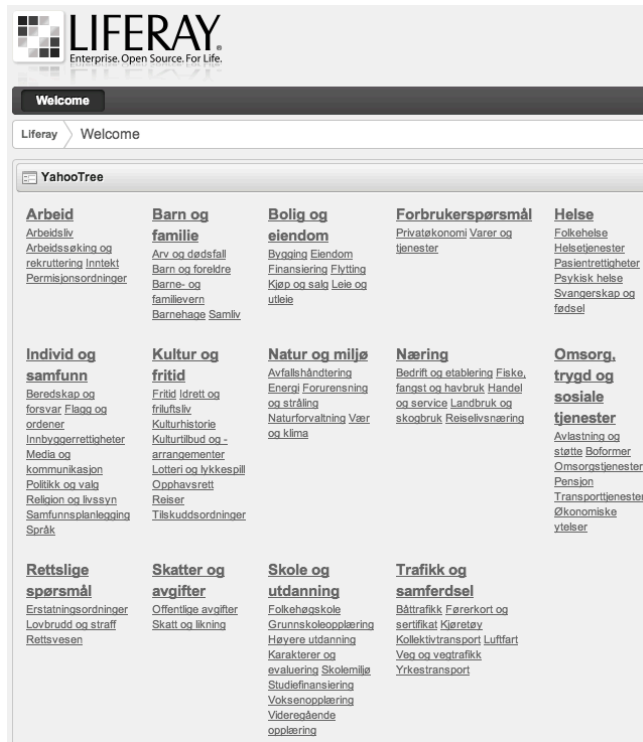 LIFERAY.
Enterprise. Open Source. For Life.
Welcome
Liferay Welcome
YahooTree
Arbeid
Arbeidsliv
Arbeidssøking og
rekruttering Inntekt
Permisjonsordninger
Barn og
familie
Arv og dødsfall
Barn og foreldre
Barne- og
familievern
Barnehage Samliv
Bolig og
eiendom
Bygging Eiendom
Finansiering Flytting
Kjøp og salg Leie og
utleie
Forbrukerspørsmål
Privatøkonomi Varer og
tjenester
Helse
Folkehelse
Helsetjenester
Pasientrettigheter
Psykisk helse
Svangerskap og
fødsel
Individ og
samfunn
Beredskap og
forsvar Flagg og
ordener
Innbyggerrettigheter
Media og
kommunikasjon
Politikk og valg
Religion og livssyn
Samfunnsplanlegging
Språk
Kultur og
fritid
Fritid Idrett og
friluftsliv
Kulturhistorie
Kulturtilbud og -
arrangementer
Lotteri og lykkespill
Opphavsrett
Reiser
Tilskuddsordninger
Natur og miljø
Avfallshåndtering
Energi Forurensning
og stråling
Naturforvaltning Vær
og klima
Næring
Bedrift og etablering Fiske,
fangst og havbruk Handel
og service Landbruk og
skogbruk Reiselivsnæring
Omsorg,
trygd og
sosiale
tjenester
Avlastning og
støtte Boformer
Omsorgstjenester
Pensjon
Transporttjenester
Økonomiske
ytelser
Rettslige
spørsmål
Erstatningsordninger
Lovbrudd og straff
Rettsvesen
Skatter og
avgifter
Offentlige avgifter
Skatt og likning
Skole og
utdanning
Folkehøgskole
Grunnskoleopplæring
Høyere utdanning
Karakterer og
evaluering Skolemiljø
Studiefinansiering
Voksenopplæring
Videregående
opplæring
Trafikk og
samferdsel
Båttrafikk Førerkort og
sertifikat Kjøretøy
Kollektivtransport Luftfart
Veg og vegtrafikk
Yrkestransport